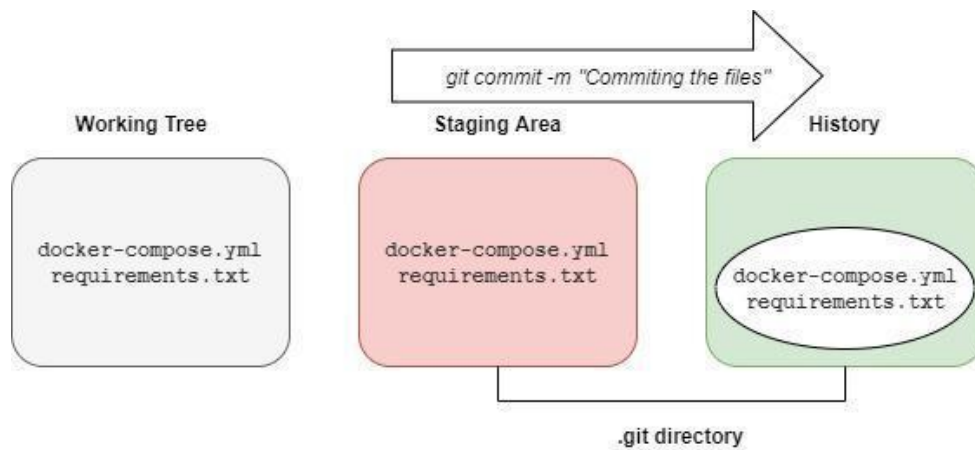 git commit -m "Commiting the files"
Working Tree
Staging Area
History
docker-compose.yml
requirements.txt
docker-compose.yml
requirements.txt
docker-compose.yml
requirements.txt
.git directory